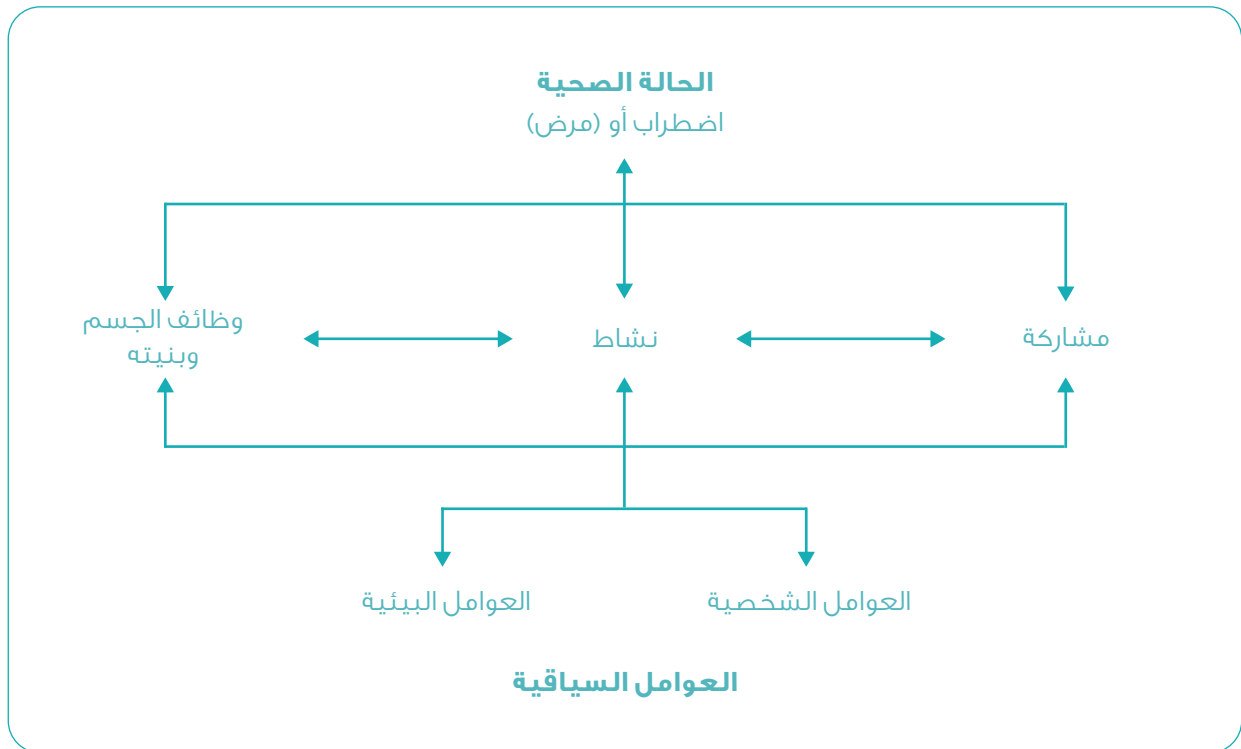 الحالة الصحية
اضطراب أو (مرض)
مشاركة
نشاط
وظائف الجسم
وبنيته
العوامل الشخصية
العوامل البيئية
العوامل السياقية